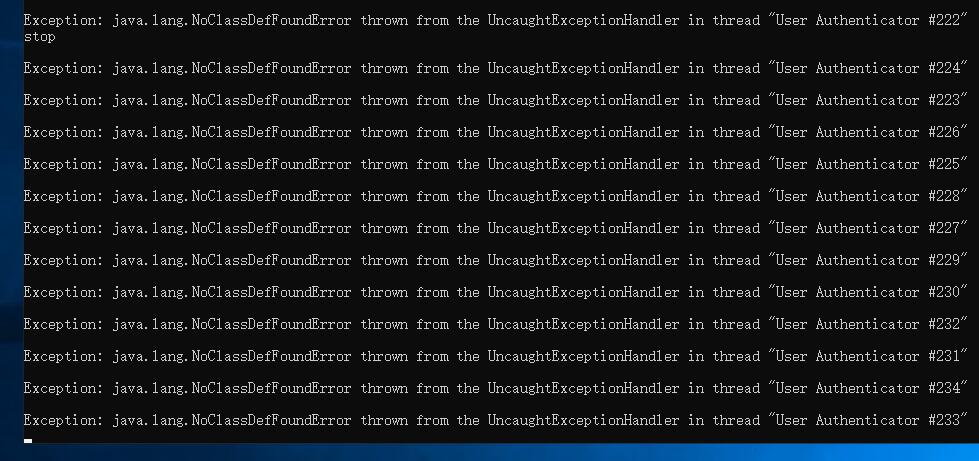 Exception: java.lang.NoClassDefFoundError thrown from the UncaughtExceptionHandler in thread "User Authenticator #222"
stop
Exception: java.lang.NoClassDefFoundError thrown from the UncaughtExceptionHandler in thread "User Authenticator #224"
Exception: java.lang.NoClassDefFoundError thrown from the UncaughtExceptionHandler in thread "User Authenticator #223"
Exception: java.lang.NoClassDefFoundError thrown from the UncaughtExceptionHandler in thread "User Authenticator #226"
Exception: java.lang.NoClassDefFoundError thrown from the UncaughtExceptionHandler in thread "User Authenticator #225"
Exception: java.lang.NoClassDefFoundError thrown from the UncaughtExceptionHandler in thread "User Authenticator #228"
Exception: java.lang.NoClassDefFoundError thrown from the UncaughtExceptionHandler in thread "User Authenticator #227"
Exception: java.lang.NoClassDefFoundError thrown from the UncaughtExceptionHandler in thread "User Authenticator #229"
Exception: java.lang.NoClassDefFoundError thrown from the UncaughtExceptionHandler in thread "User Authenticator #230"
Exception: java.lang.NoClassDefFoundError thrown from the UncaughtExceptionHandler in thread "User Authenticator #232"
Exception: java.lang.NoClassDefFoundError thrown from the UncaughtExceptionHandler in thread "User Authenticator #231"
Exception: java.lang.NoClassDefFoundError thrown from the UncaughtExceptionHandler in thread "User Authenticator #234"
Exception: java.lang.NoClassDefFoundError thrown from the UncaughtExceptionHandler in thread "User Authenticator #233"